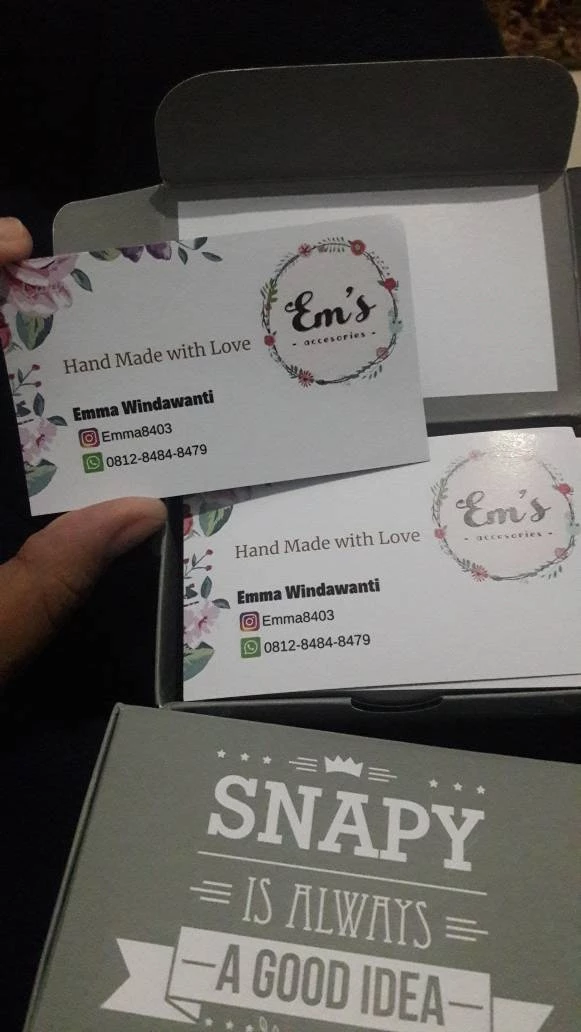 Em's
- accesories -
Hand Made with Love
Emma Windawanti
Emma8403
0812-8484-8479
Em's
- accesories -
Hand Made with Love
Emma Windawanti
Emma8403
0812-8484-8479
SNAPY
IS ALWAYS
A GOOD IDEA